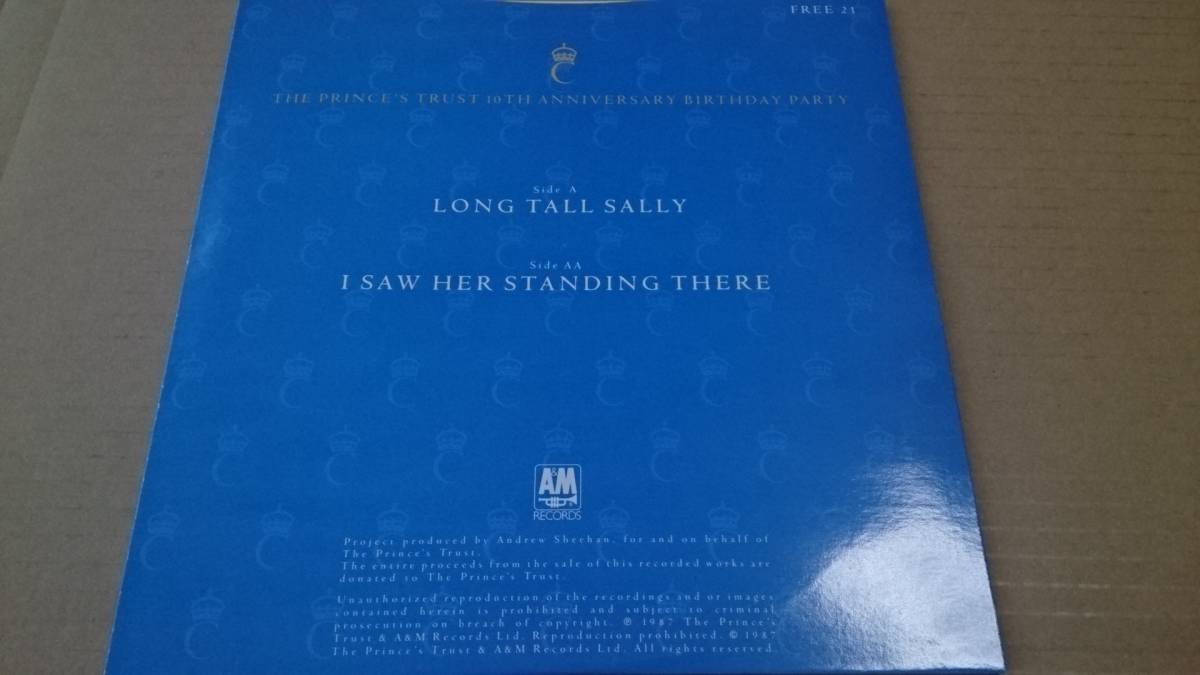 FREE 21
C
THE PRINCE'S TRUST 10TH ANNIVERSARY BIRTHDAY PARTY
Side A
LONG TALL SALLY
Side AA
I SAW HER STANDING THERE
A&M
RECORDS
Project produced by Andrew Sheehan, for and on behalf of
The Prince's Trust.
The entire proceeds from the sale of this recorded works are
donated to The Prince's Trust.
Unauthorized reproduction of the recordings and or images
contained herein is prohibited and subject to criminal
prosecution on breach of copyright. ℗ 1987 The Prince's
Trust & A&M Records Ltd. Reproduction prohibited. © 1987
The Prince's Trust & A&M Records Ltd. All rights reserved.